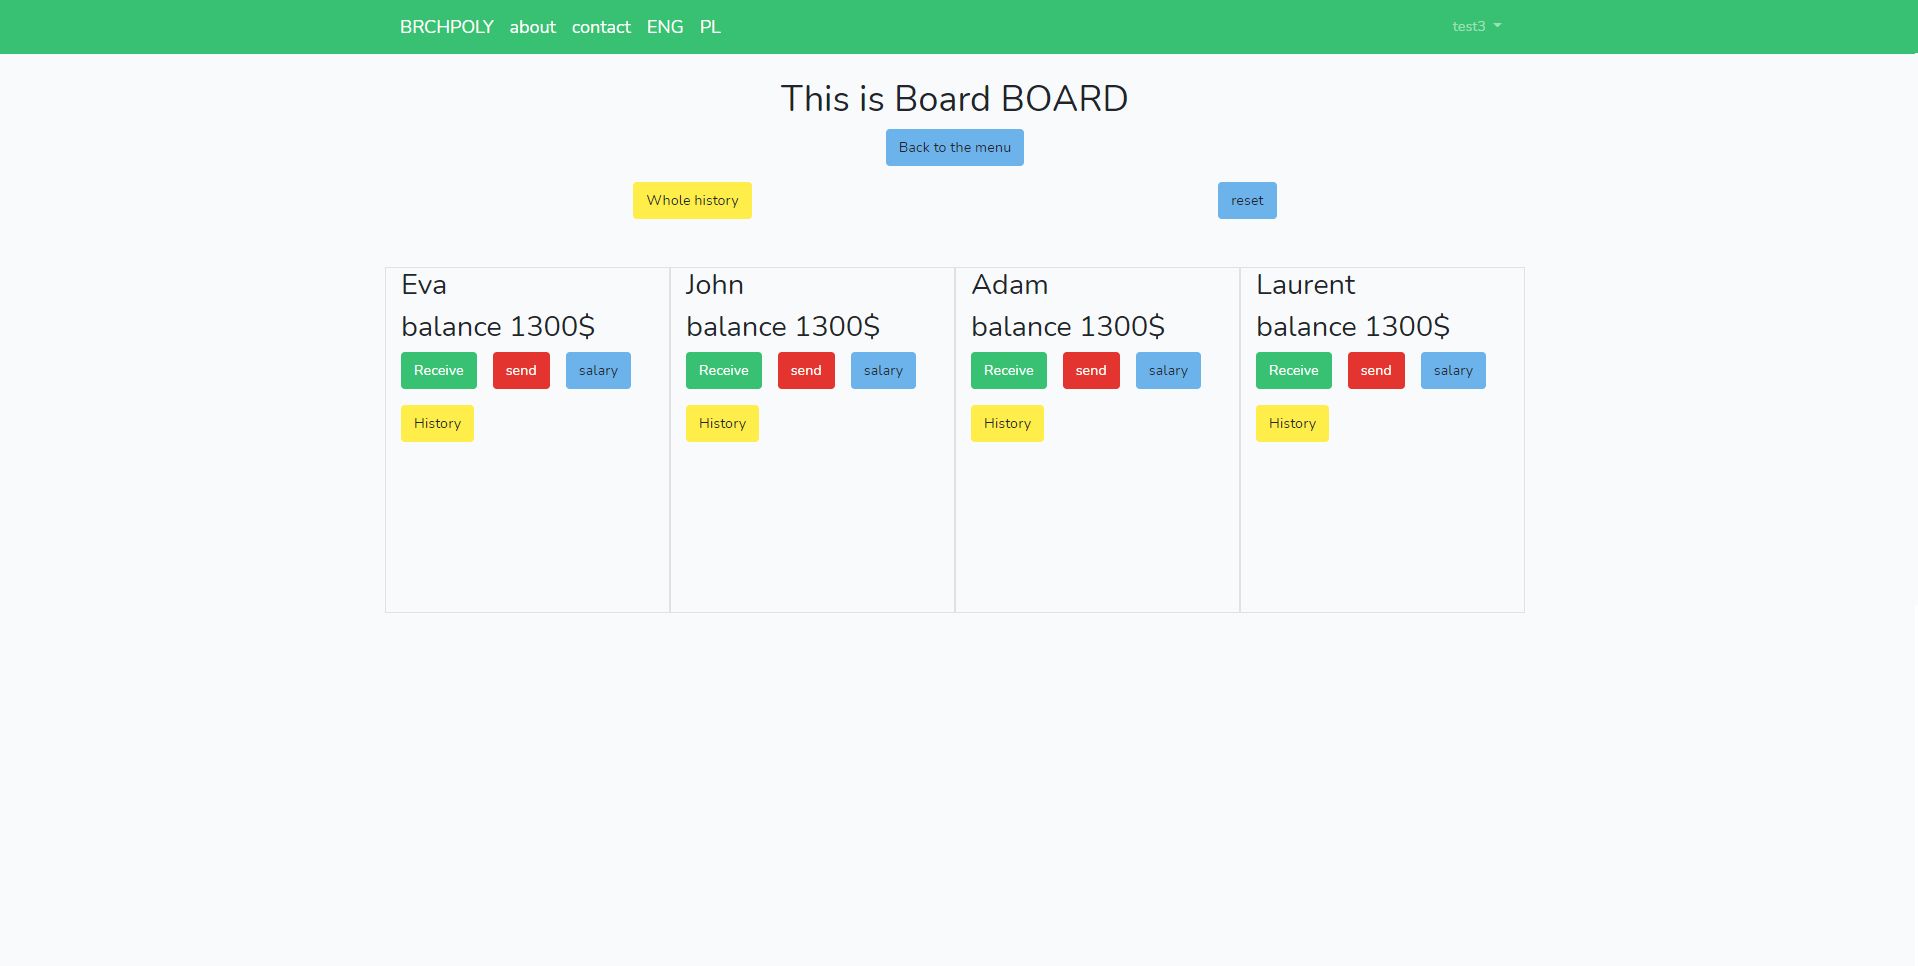 BRCHPOLY about contact ENG PL test3
This is Board BOARD
Back to the menu
Whole history reset
Eva John Adam Laurent
balance 1300$ balance 1300$ balance 1300$ balance 1300$
Receive send salary Receive send salary Receive send salary Receive send salary
History History History History